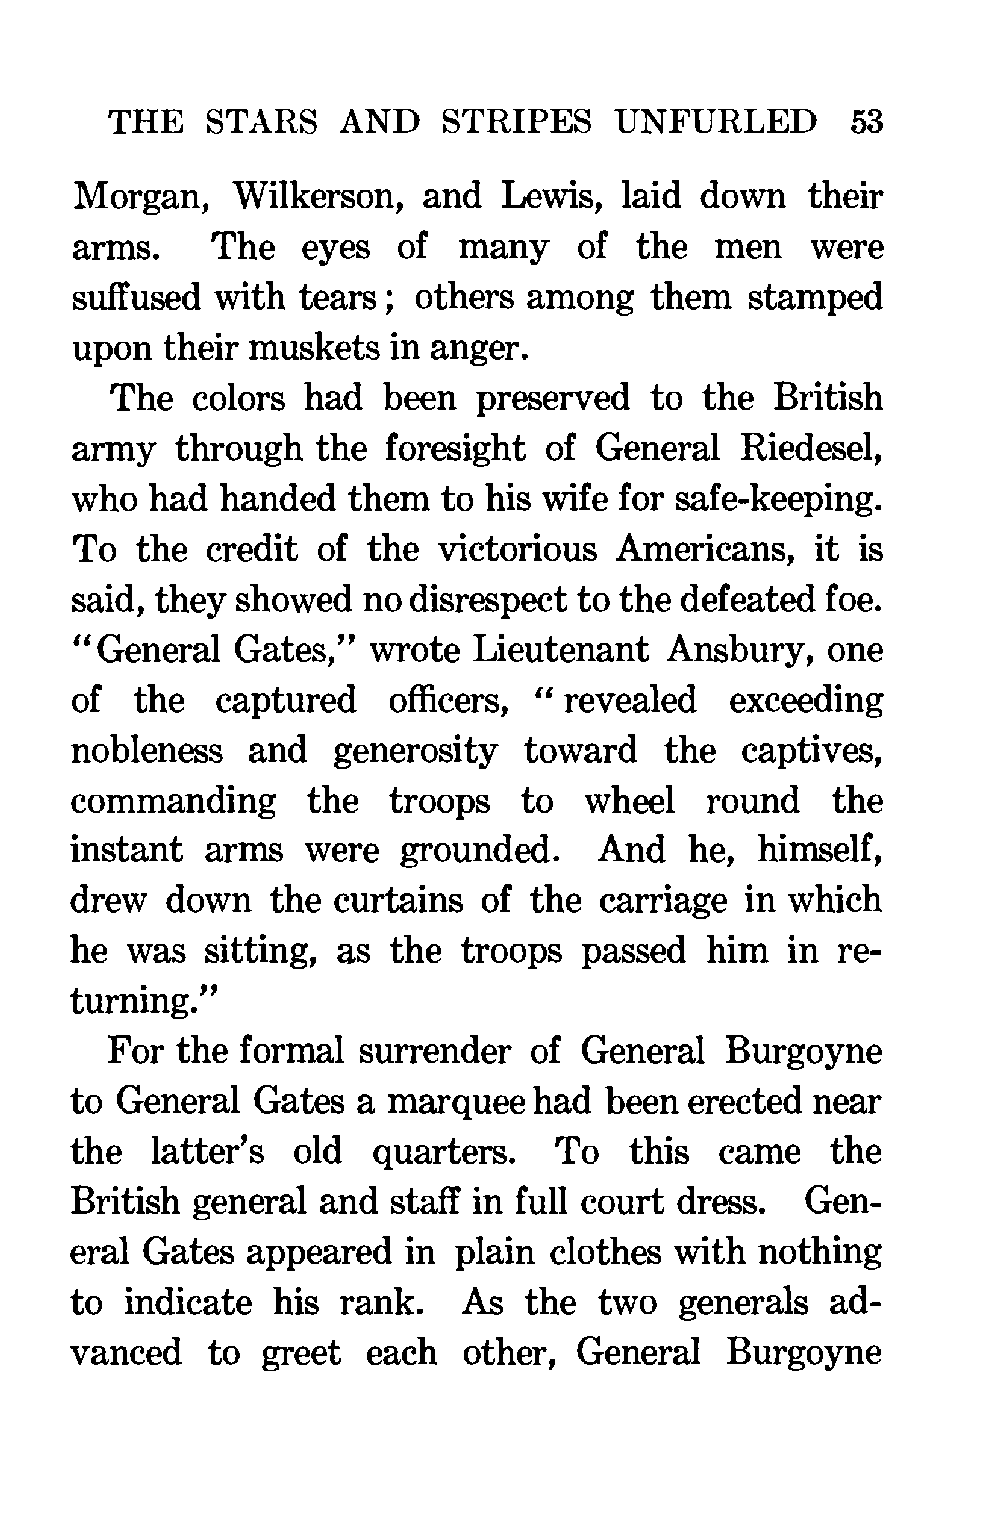 THE STARS AND STRIPES UNFURLED 53
Morgan, Wilkerson, and Lewis, laid down their
arms. The eyes of many of the men were
suffused with tears; others among them stamped
upon their muskets in anger.
The colors had been preserved to the British
army through the foresight of General Riedesel,
who had handed them to his wife for safe-keeping.
To the credit of the victorious Americans, it is
said, they showed no disrespect to the defeated foe.
"General Gates," wrote Lieutenant Ansbury, one
of the captured officers, "revealed exceeding
nobleness and generosity toward the captives,
commanding the troops to wheel round the
instant arms were grounded. And he, himself,
drew down the curtains of the carriage in which
he was sitting, as the troops passed him in re-
turning."
For the formal surrender of General Burgoyne
to General Gates a marquee had been erected near
the latter's old quarters. To this came the
British general and staff in full court dress. Gen-
eral Gates appeared in plain clothes with nothing
to indicate his rank. As the two generals ad-
vanced to greet each other, General Burgoyne